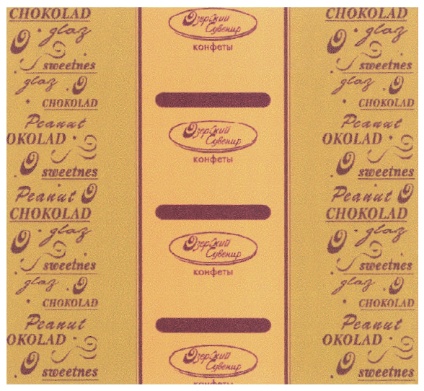 CHOKOLAD
glaz
sweetnes
glaz
CHOKOLAD
Peanut
OKOLAD
sweetnes
Peanut
CHOKOLAD
glaz
sweetnes
glaz
CHOKOLAD
Peanut
OKOLAD
sweetnes
Озерский
Сувенир
конфеты
Озерский
Сувенир
конфеты
Озерский
Сувенир
конфеты
Озерский
Сувенир
CHOKOLAD
glaz
sweetnes
glaz
CHOKOLAD
Peanut
OKOLAD
sweetnes
Peanut
CHOKOLAD
glaz
sweetnes
glaz
CHOKOLAD
Peanut
OKOLAD
sweetnes